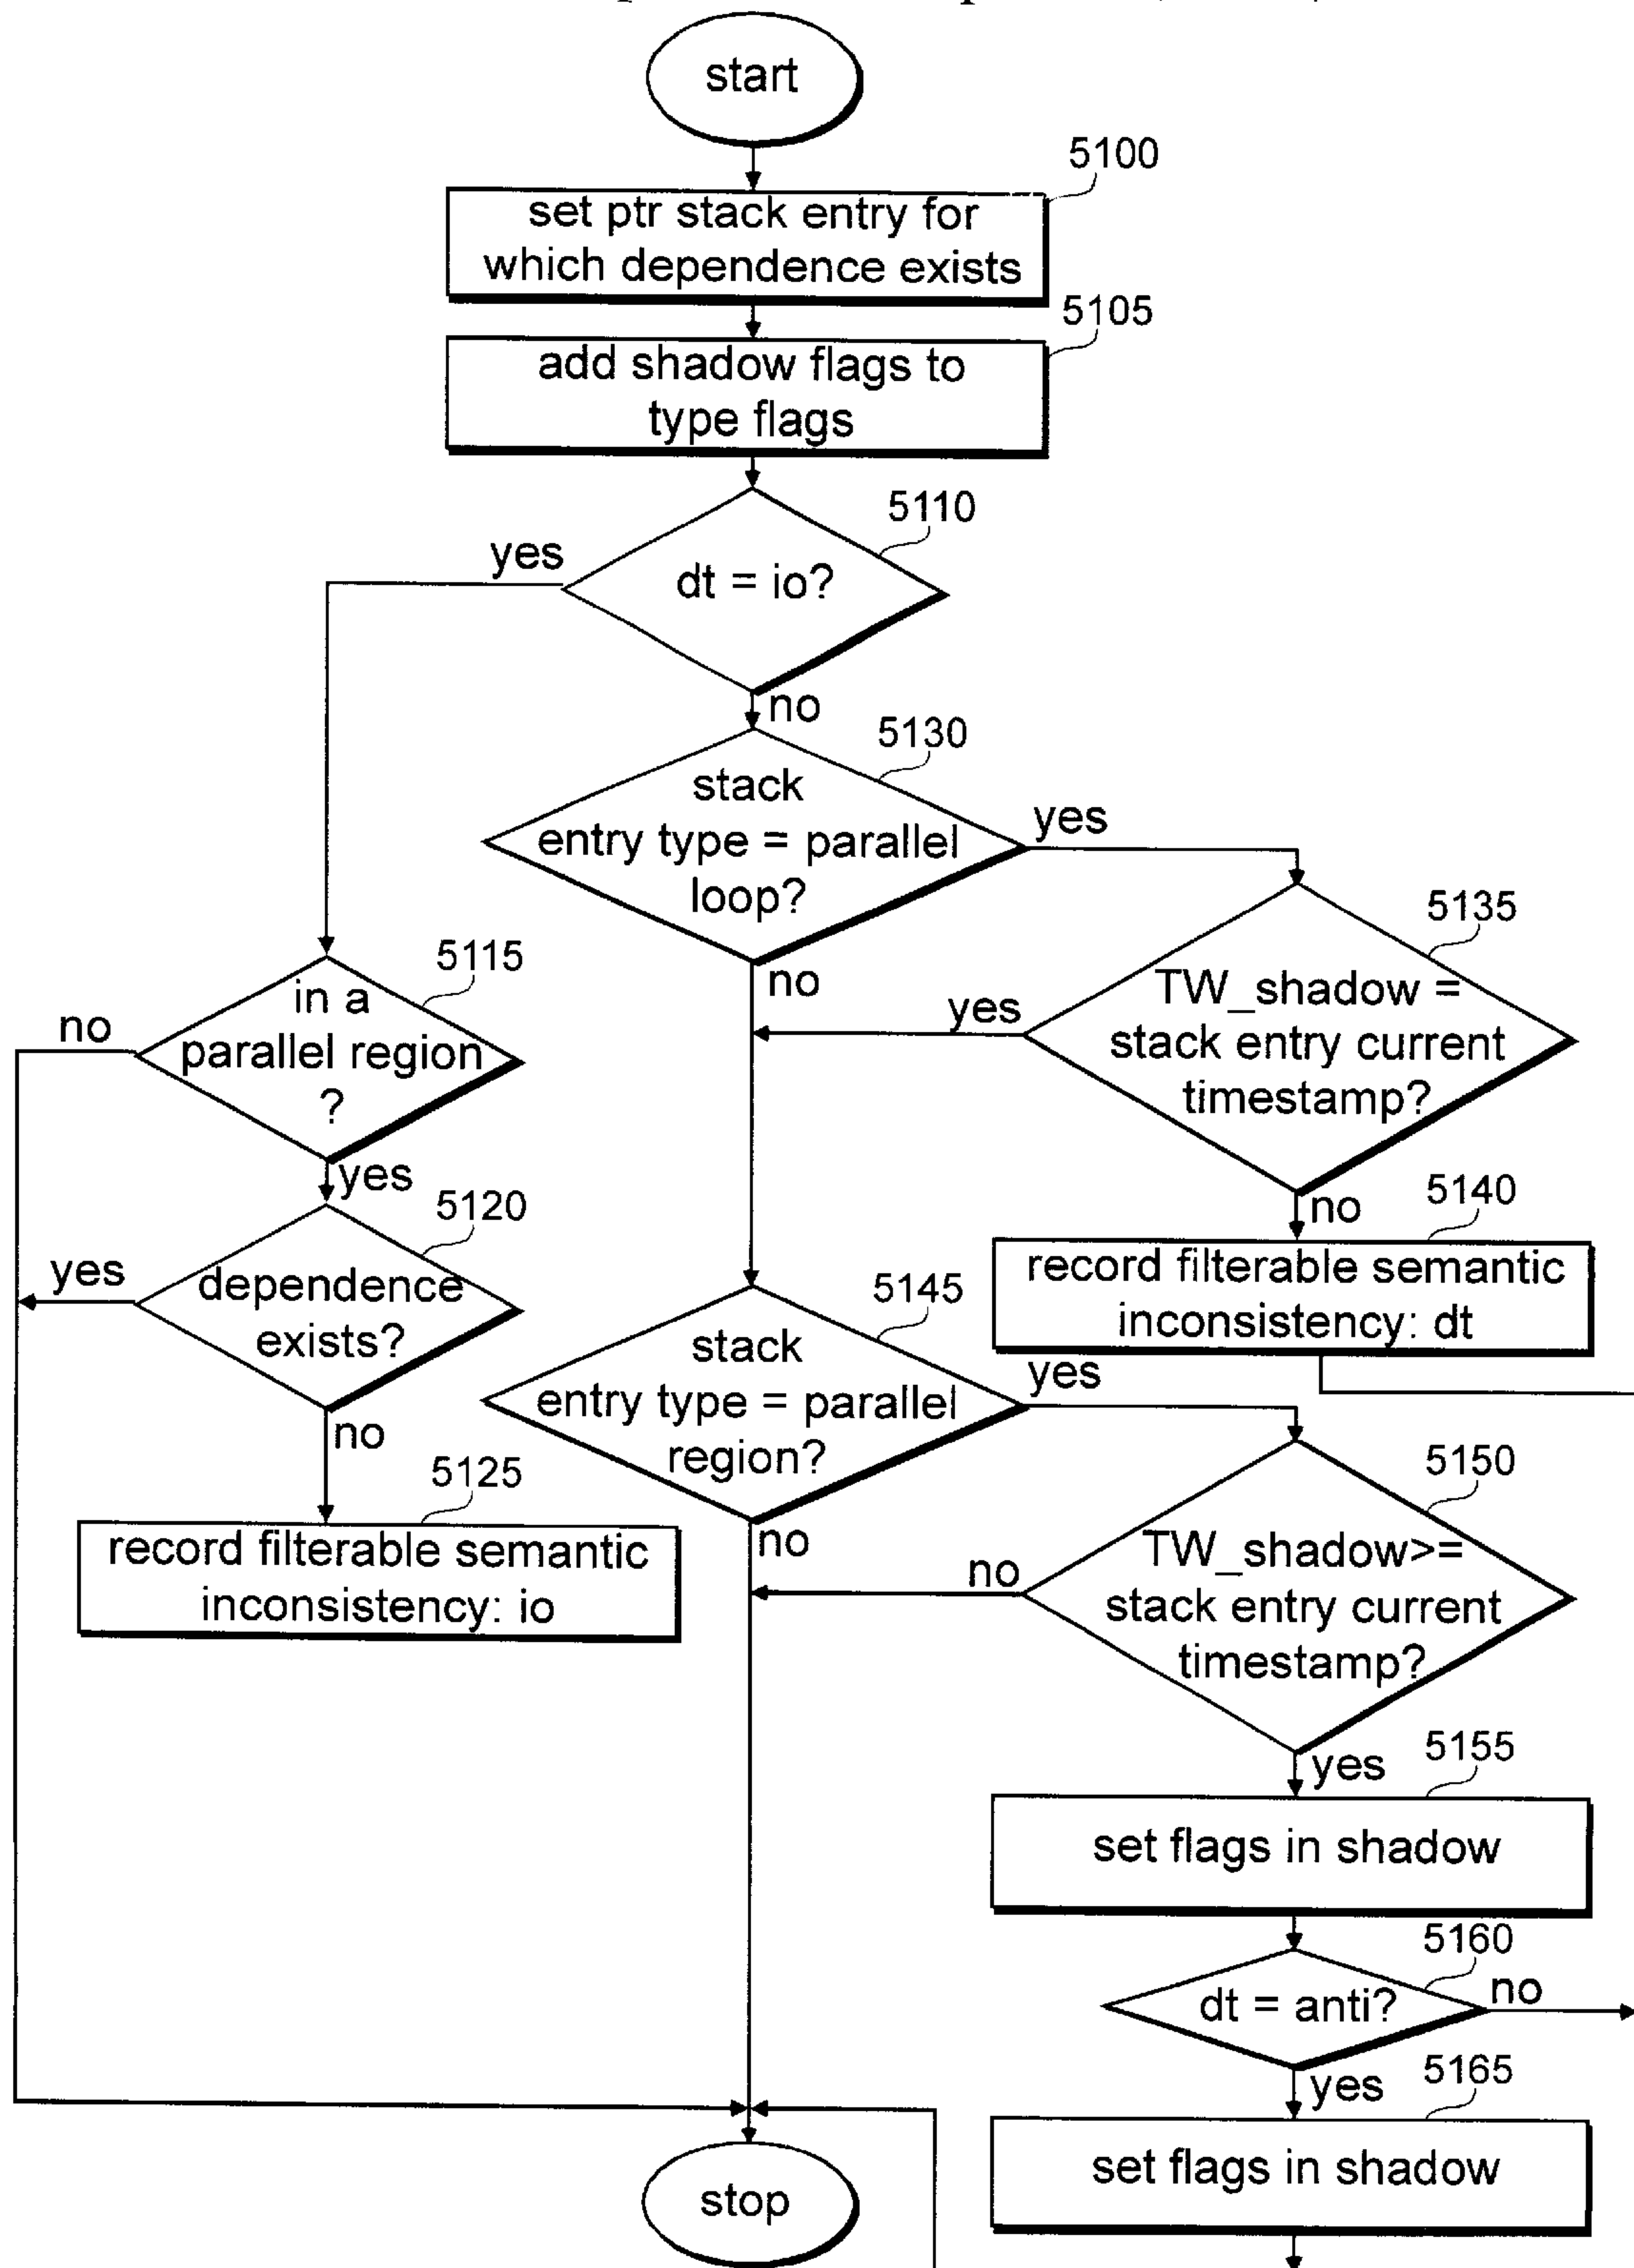 start
5100
set ptr stack entry for
which dependence exists
5105
add shadow flags to
type flags
5110
yes
dt = io?
no
5130
stack
entry type = parallel
loop?
yes
no
5135
TW_shadow =
stack entry current
timestamp?
yes
no
5115
in a
parallel region
?
no
yes
5120
dependence
exists?
yes
no
5140
record filterable semantic
inconsistency: dt
5145
stack
entry type = parallel
region?
yes
no
5125
record filterable semantic
inconsistency: io
5150
TW_shadow>=
stack entry current
timestamp?
no
yes
5155
set flags in shadow
5160
dt = anti?
no
yes
5165
set flags in shadow
stop